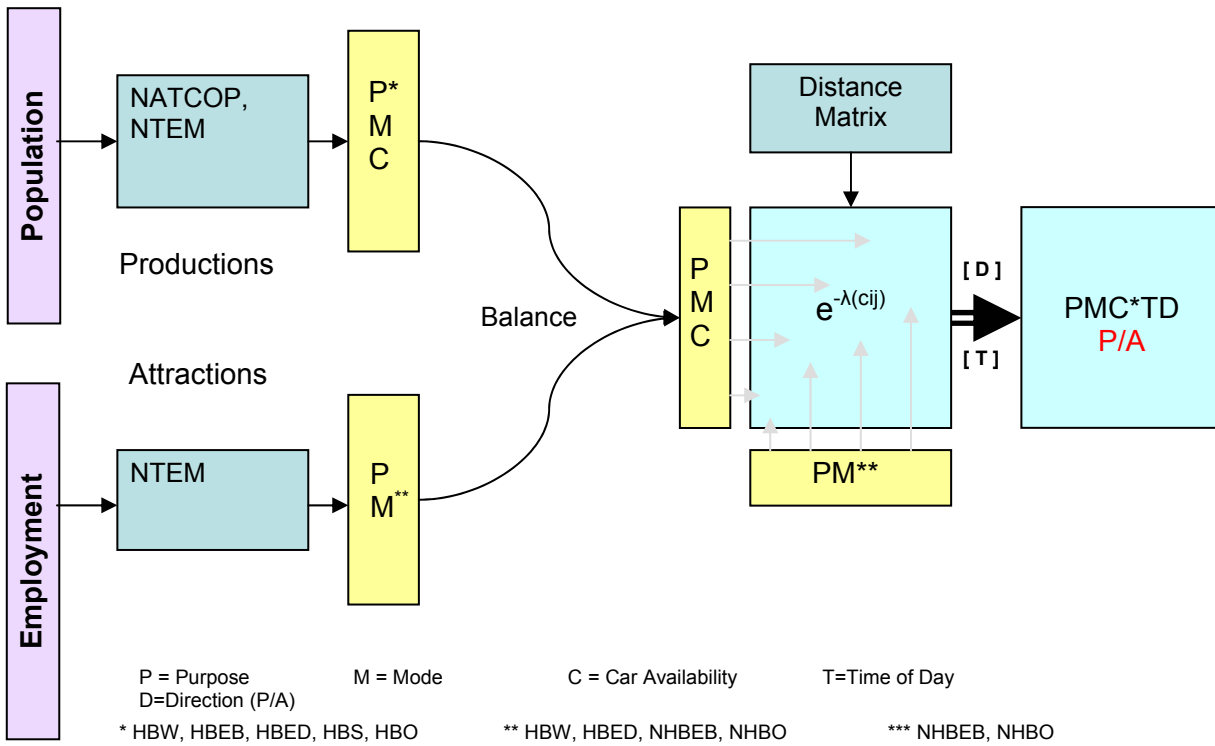 Population
NATCOP,
NTEM
P*
M
C
Productions
Distance
Matrix
Balance
P
M
C
e-λ(cij)
[ D ]
[ T ]
PMC*TD
P/A
Attractions
Employment
NTEM
P
M**
PM**
P = Purpose M = Mode C = Car Availability T=Time of Day
D=Direction (P/A)
* HBW, HBEB, HBED, HBS, HBO ** HBW, HBED, NHBEB, NHBO *** NHBEB, NHBO